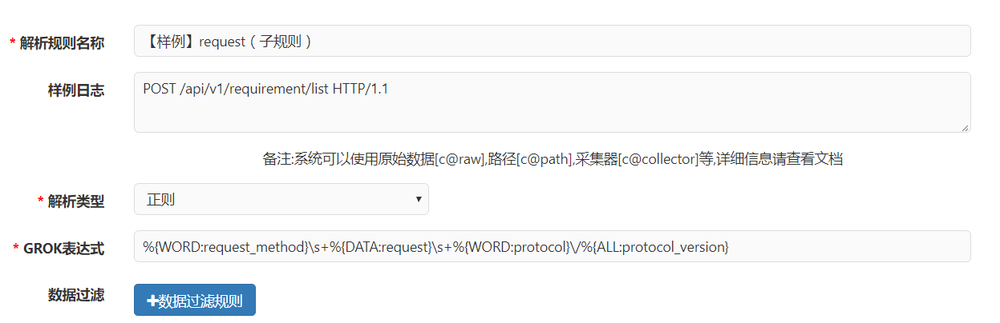 * 解析规则名称 【样例】request（子规则）
样例日志 POST /api/v1/requirement/list HTTP/1.1
备注:系统可以使用原始数据[c@raw],路径[c@path],采集器[c@collector]等,详细信息请查看文档
* 解析类型 正则
* GROK表达式 %{WORD:request_method}\s+%{DATA:request}\s+%{WORD:protocol}\/%{ALL:protocol_version}
数据过滤 +数据过滤规则